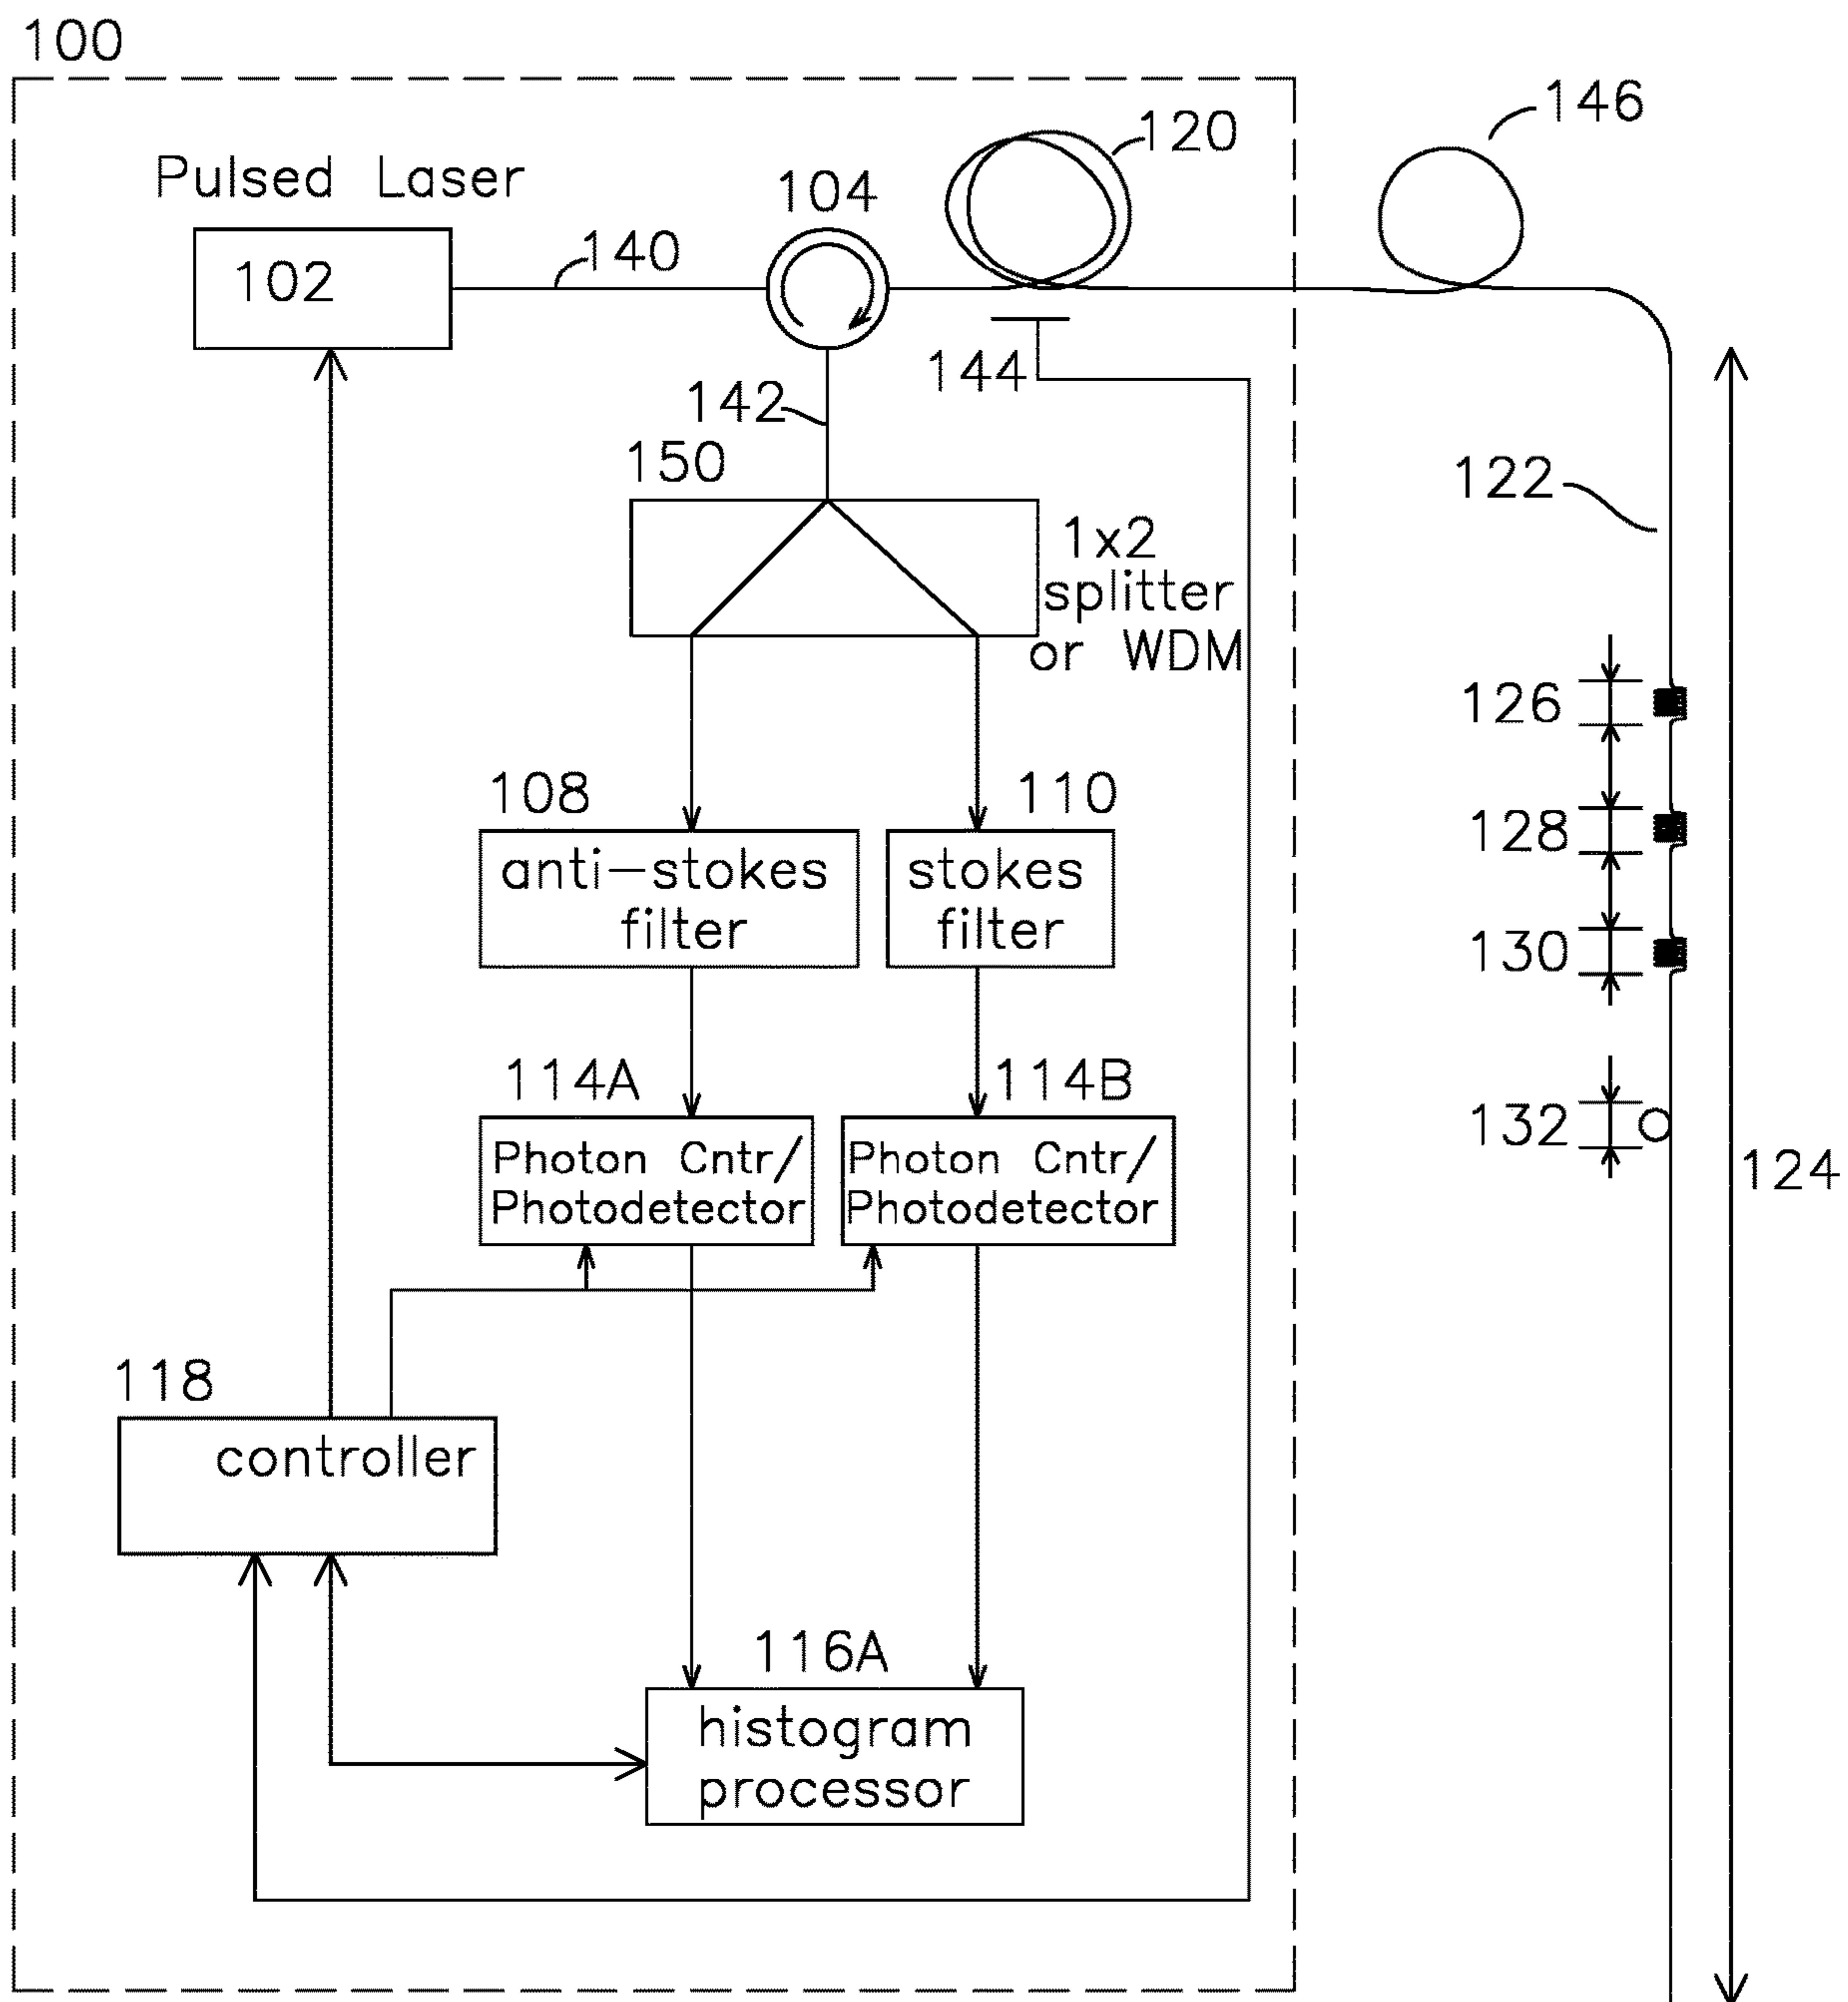 100
146
120
Pulsed Laser
104
140
102
144
142
150
122
1x2
splitter
or WDM
126
108
110
128
anti-stokes
filter
stokes
filter
130
114A
114B
132
Photon Cntr/
Photodetector
Photon Cntr/
Photodetector
124
118
controller
116A
histogram
processor